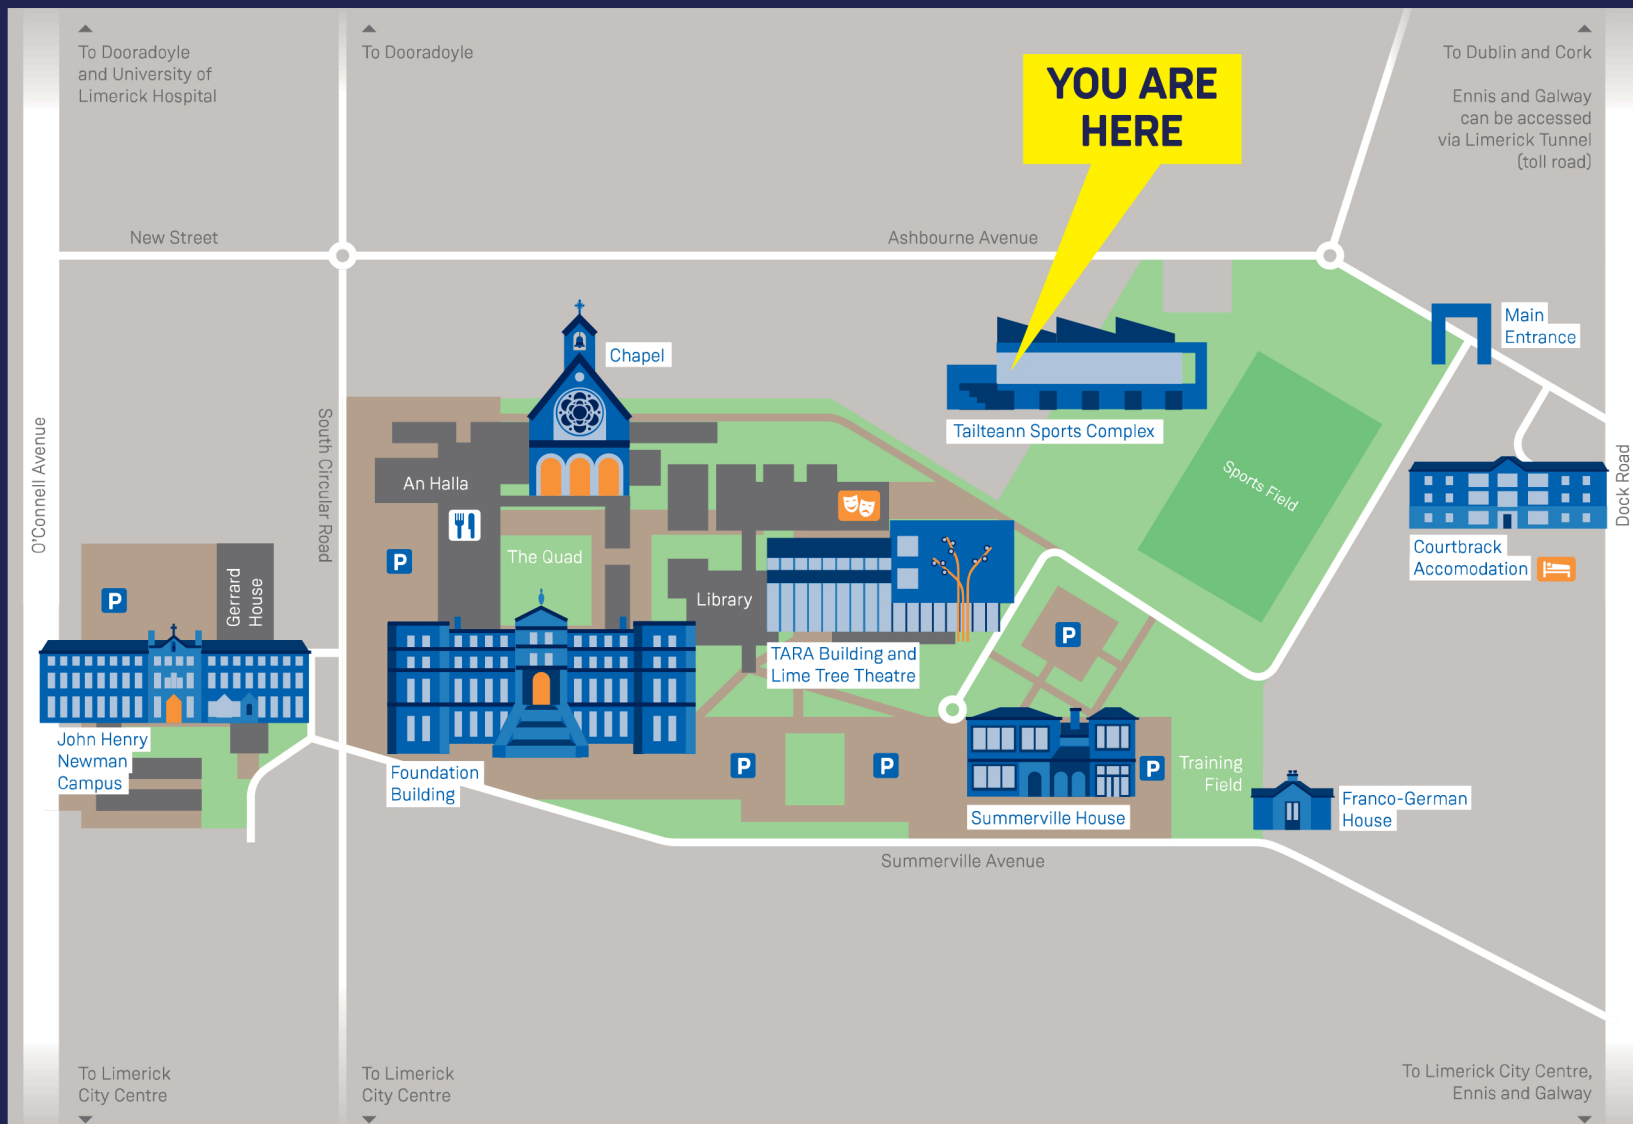 To Dooradoyle
and University of
Limerick Hospital
To Dooradoyle
YOU ARE
HERE
To Dublin and Cork
Ennis and Galway
can be accessed
via Limerick Tunnel
(toll road)
New Street
Ashbourne Avenue
Main
Entrance
Chapel
Tailteann Sports Complex
O'Connell Avenue
South Circular Road
An Halla
Sports Field
Dock Road
Courtbrack
Accomodation
P
The Quad
P
Gerrard
House
Library
P
TARA Building and
Lime Tree Theatre
John Henry
Newman
Campus
Foundation
Building
P
P
P
Training
Field
Summerville House
Franco-German
House
Summerville Avenue
To Limerick
City Centre
To Limerick
City Centre
To Limerick City Centre,
Ennis and Galway